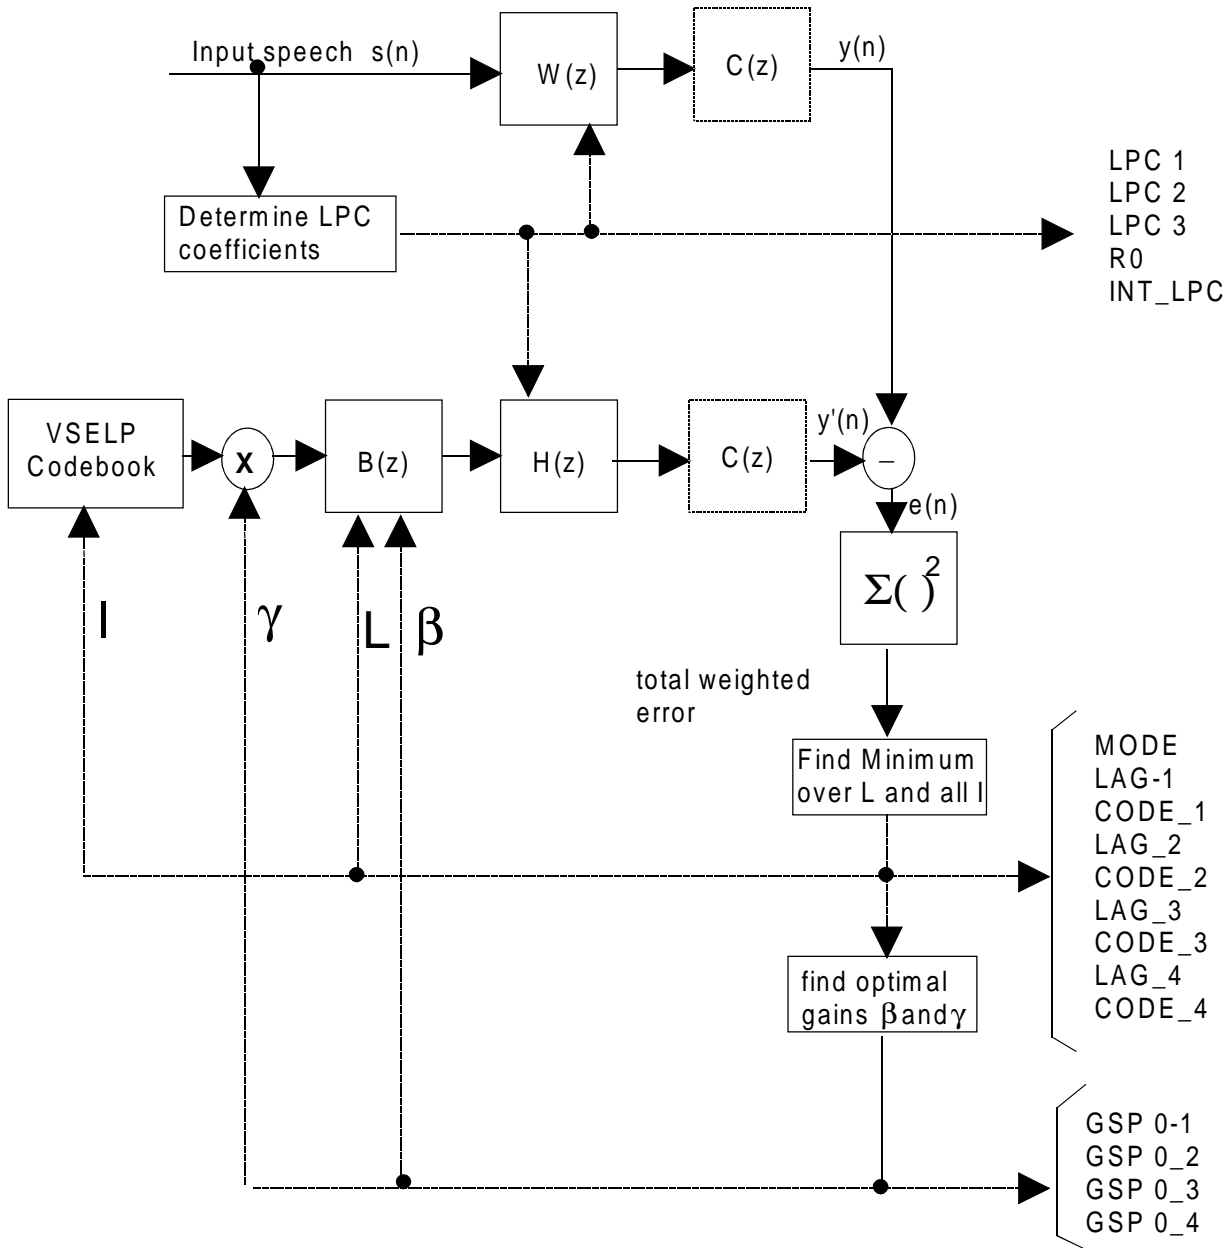 Input speech s(n)
W(z)
C(z)
y(n)
Determine LPC
coefficients
LPC 1
LPC 2
LPC 3
R0
INT_LPC
VSELP
Codebook
X
B(z)
H(z)
C(z)
y'(n)
−
e(n)
Σ( )²
I
γ
L
β
total weighted
error
Find Minimum
over L and all I
MODE
LAG-1
CODE_1
LAG_2
CODE_2
LAG_3
CODE_3
LAG_4
CODE_4
find optimal
gains β and γ
GSP 0-1
GSP 0_2
GSP 0_3
GSP 0_4